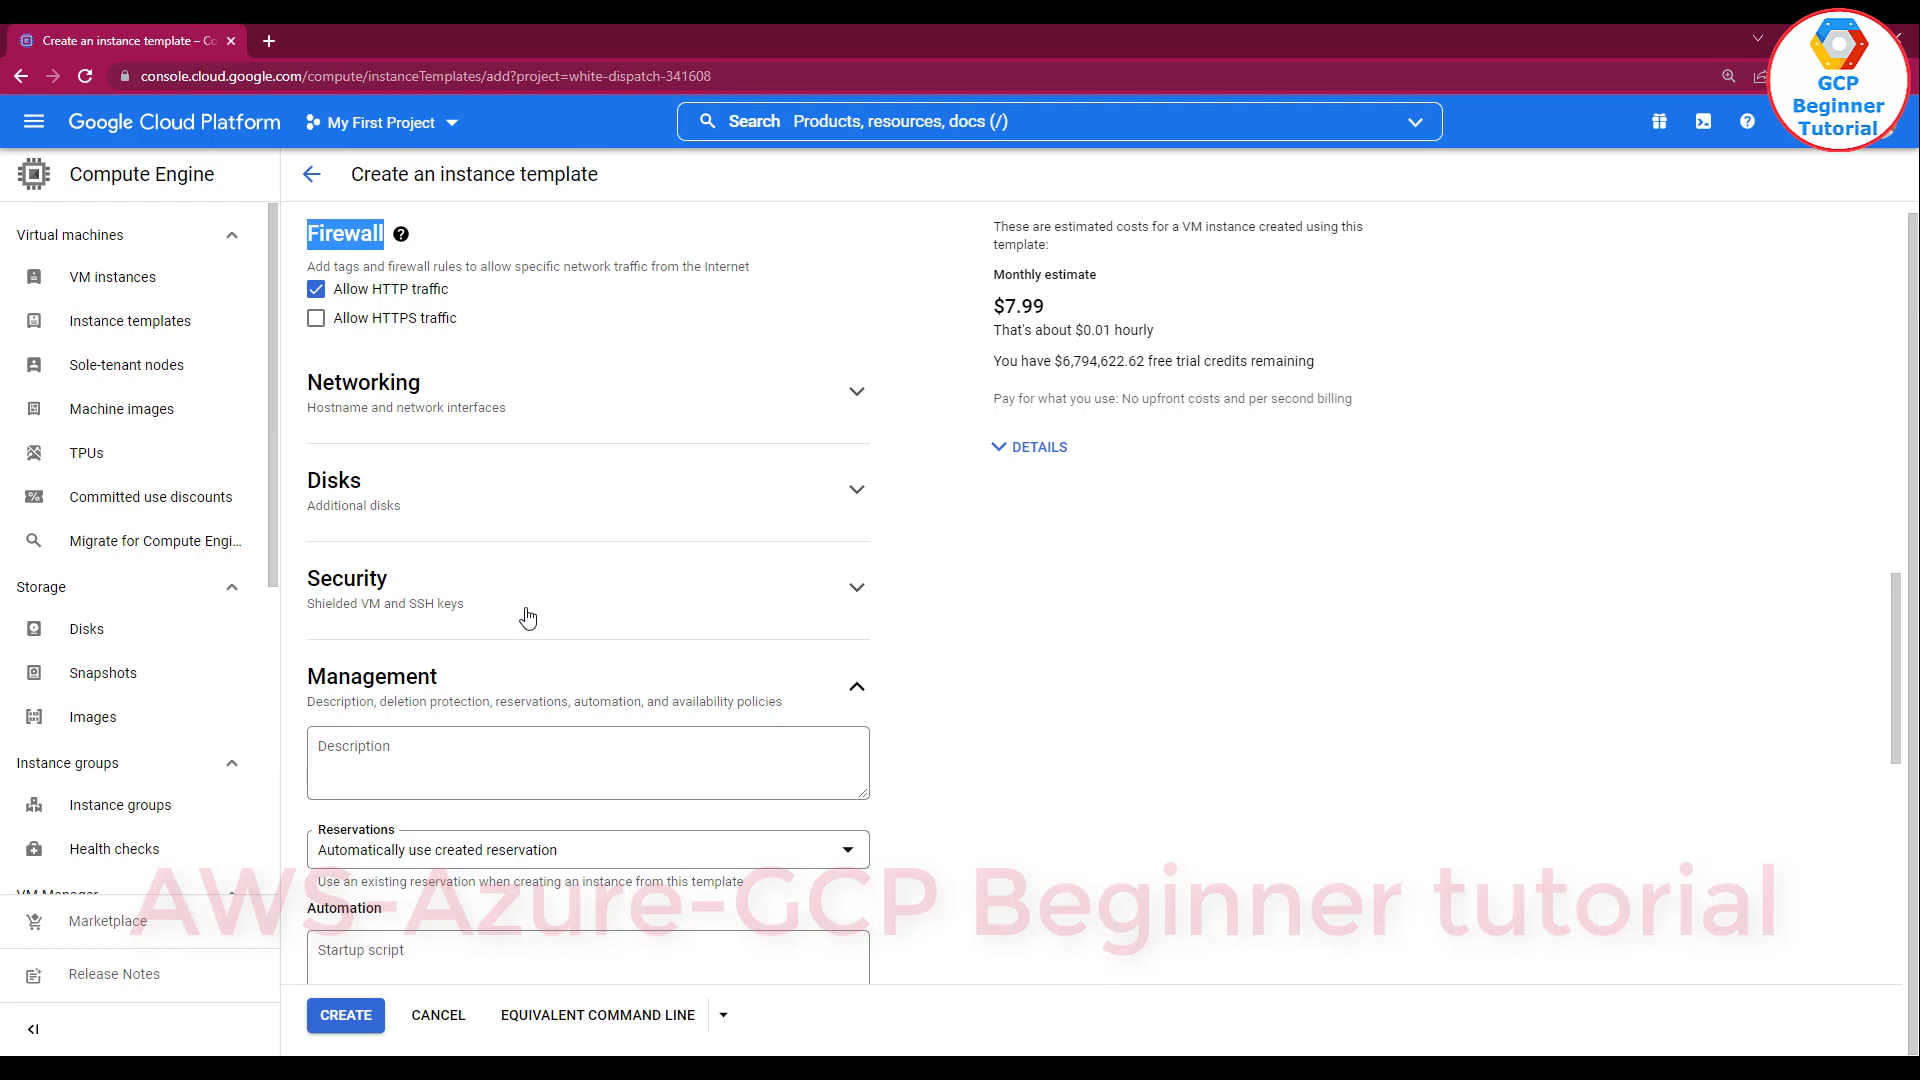 Create an instance template – Co
console.cloud.google.com/compute/instanceTemplates/add?project=white-dispatch-341608
GCP
Beginner
Tutorial
Google Cloud Platform
My First Project
Search Products, resources, docs (/)
Compute Engine
Create an instance template
Virtual machines
VM instances
Instance templates
Sole-tenant nodes
Machine images
TPUs
Committed use discounts
Migrate for Compute Engi...
Storage
Disks
Snapshots
Images
Instance groups
Instance groups
Health checks
VM Manager
Marketplace
Release Notes
Firewall
Add tags and firewall rules to allow specific network traffic from the Internet
Allow HTTP traffic
Allow HTTPS traffic
Networking
Hostname and network interfaces
Disks
Additional disks
Security
Shielded VM and SSH keys
Management
Description, deletion protection, reservations, automation, and availability policies
Description
Reservations
Automatically use created reservation
Use an existing reservation when creating an instance from this template
Automation
Startup script
CREATE CANCEL EQUIVALENT COMMAND LINE
These are estimated costs for a VM instance created using this
template:
Monthly estimate
$7.99
That's about $0.01 hourly
You have $6,794,622.62 free trial credits remaining
Pay for what you use: No upfront costs and per second billing
DETAILS
AWS-Azure-GCP Beginner tutorial